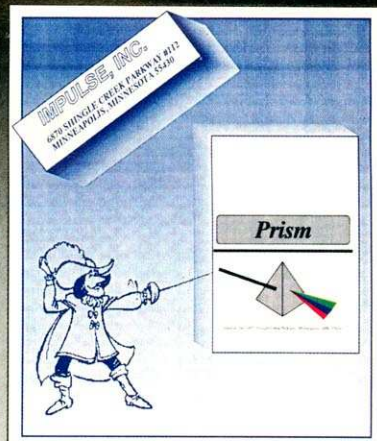 IMPULSE, INC.
6870 SHINGLE CREEK PARKWAY #112
MINNEAPOLIS, MINNESOTA 55430
Prism